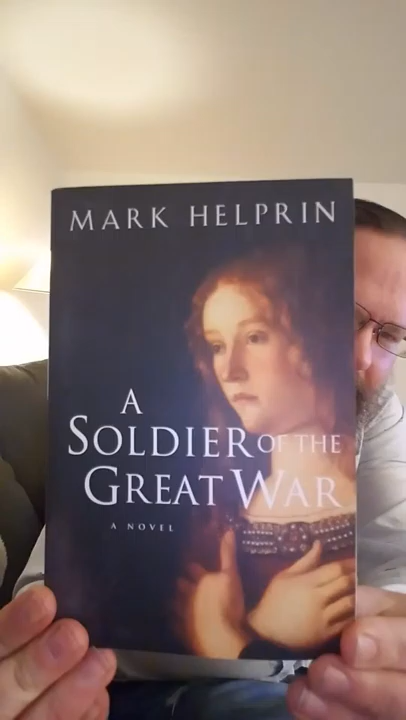 MARK HELPRIN
A
SOLDIER OF THE
GREAT WAR
A NOVEL